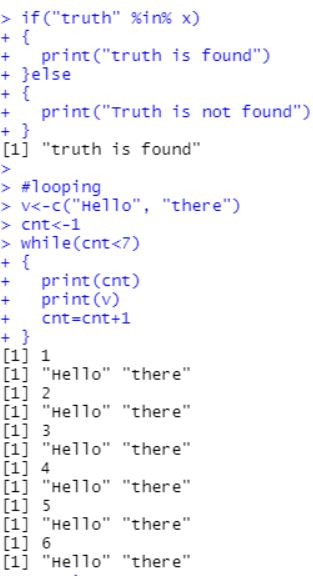 > if("truth" %in% x)
+ {
+   print("truth is found")
+ }else
+ {
+   print("Truth is not found")
+ }
[1] "truth is found"
>
> #looping
> v<-c("Hello", "there")
> cnt<-1
> while(cnt<7)
+ {
+   print(cnt)
+   print(v)
+   cnt=cnt+1
+ }
[1] 1
[1] "Hello" "there"
[1] 2
[1] "Hello" "there"
[1] 3
[1] "Hello" "there"
[1] 4
[1] "Hello" "there"
[1] 5
[1] "Hello" "there"
[1] 6
[1] "Hello" "there"